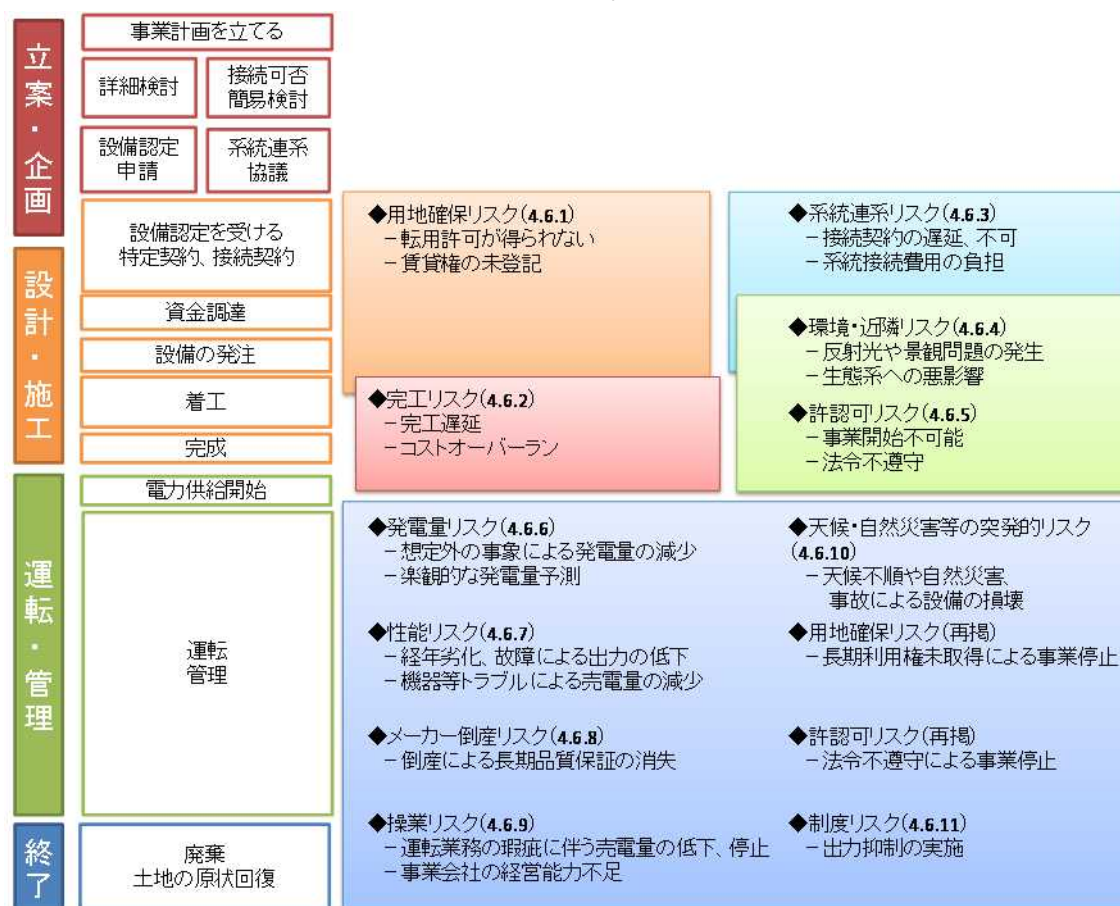 立案・企画
事業計画を立てる
詳細検討
接続可否
簡易検討
設備認定
申請
系統連系
協議
設計・施工
設備認定を受ける
特定契約、接続契約
資金調達
設備の発注
着工
完成
◆用地確保リスク(4.6.1)
－転用許可が得られない
－賃貸権の未登記
◆系統連系リスク(4.6.3)
－接続契約の遅延、不可
－系統接続費用の負担
◆環境・近隣リスク(4.6.4)
－反射光や景観問題の発生
－生態系への悪影響
◆完工リスク(4.6.2)
－完工遅延
－コストオーバーラン
◆許認可リスク(4.6.5)
－事業開始不可能
－法令不遵守
運転・管理
電力供給開始
運転
管理
◆発電量リスク(4.6.6)
－想定外の事象による発電量の減少
－楽観的な発電量予測
◆天候・自然災害等の突発的リスク
(4.6.10)
－天候不順や自然災害、
事故による設備の損壊
◆性能リスク(4.6.7)
－経年劣化、故障による出力の低下
－機器等トラブルによる売電量の減少
◆用地確保リスク(再掲)
－長期利用権未取得による事業停止
◆メーカー倒産リスク(4.6.8)
－倒産による長期品質保証の消失
◆許認可リスク(再掲)
－法令不遵守による事業停止
終了
廃棄
土地の原状回復
◆操業リスク(4.6.9)
－運転業務の瑕疵に伴う売電量の低下、停止
－事業会社の経営能力不足
◆制度リスク(4.6.11)
－出力抑制の実施